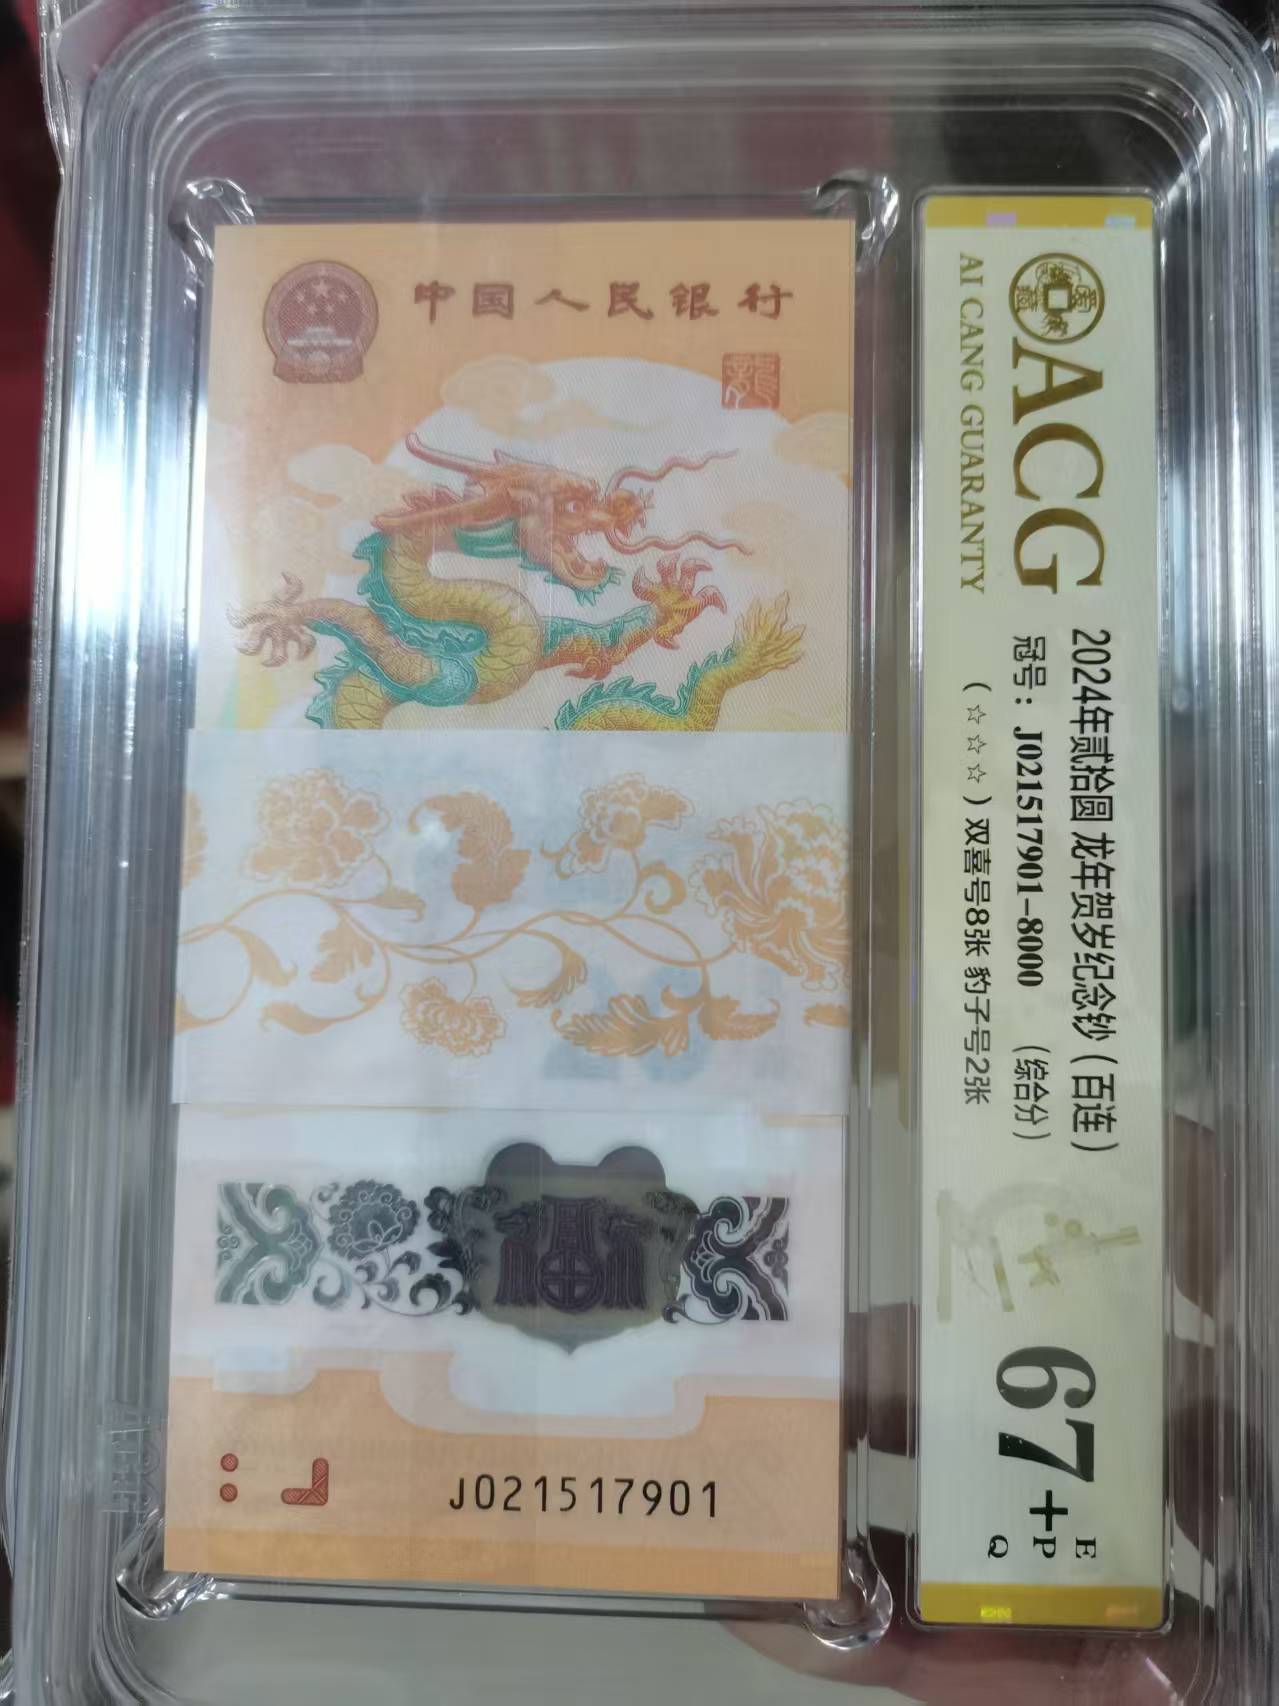 中国人民银行
J021517901
ACG
AI CANG GUARANTY
2024年贰拾圆 龙年贺岁纪念钞（百连）
冠号：J021517901-8000 （综合分）
（☆☆☆）双喜号8张 豹子号2张
67+
E
P
Q